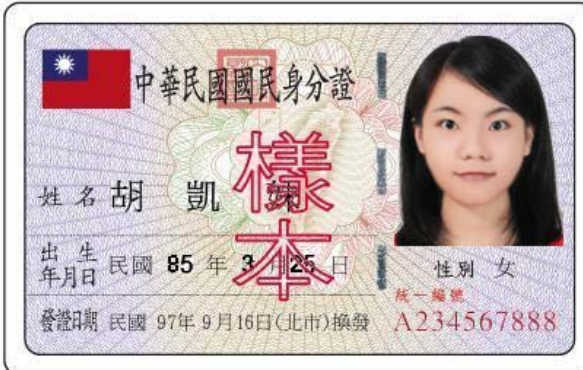 中華民國國民身分證
樣本
姓名 胡 凱
出生年月日 民國 85 年 3 月 25 日
性別 女
統一編號
發證日期 民國 97年 9月16日(北市)換發
A234567888